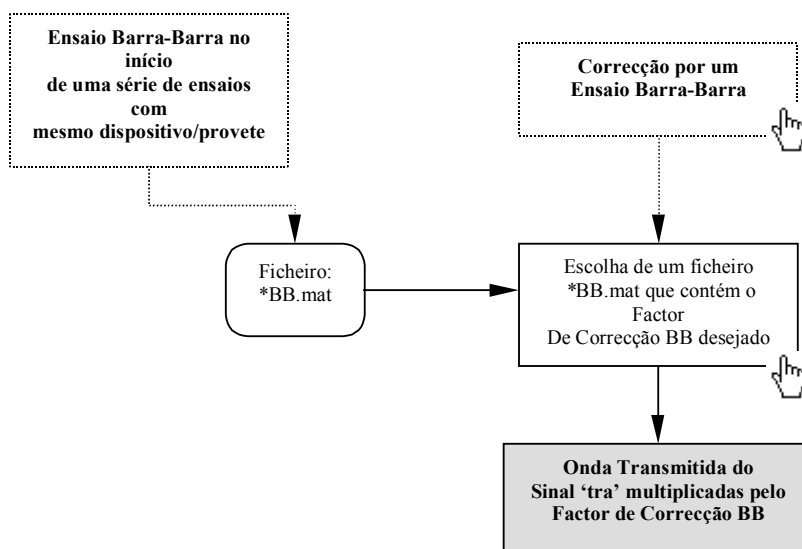 Ensaio Barra-Barra no
início
de uma série de ensaios
com
mesmo dispositivo/provete
Correcção por um
Ensaio Barra-Barra
Ficheiro:
*BB.mat
Escolha de um ficheiro
*BB.mat que contém o
Factor
De Correcção BB desejado
Onda Transmitida do
Sinal ‘tra’ multiplicadas pelo
Factor de Correcção BB